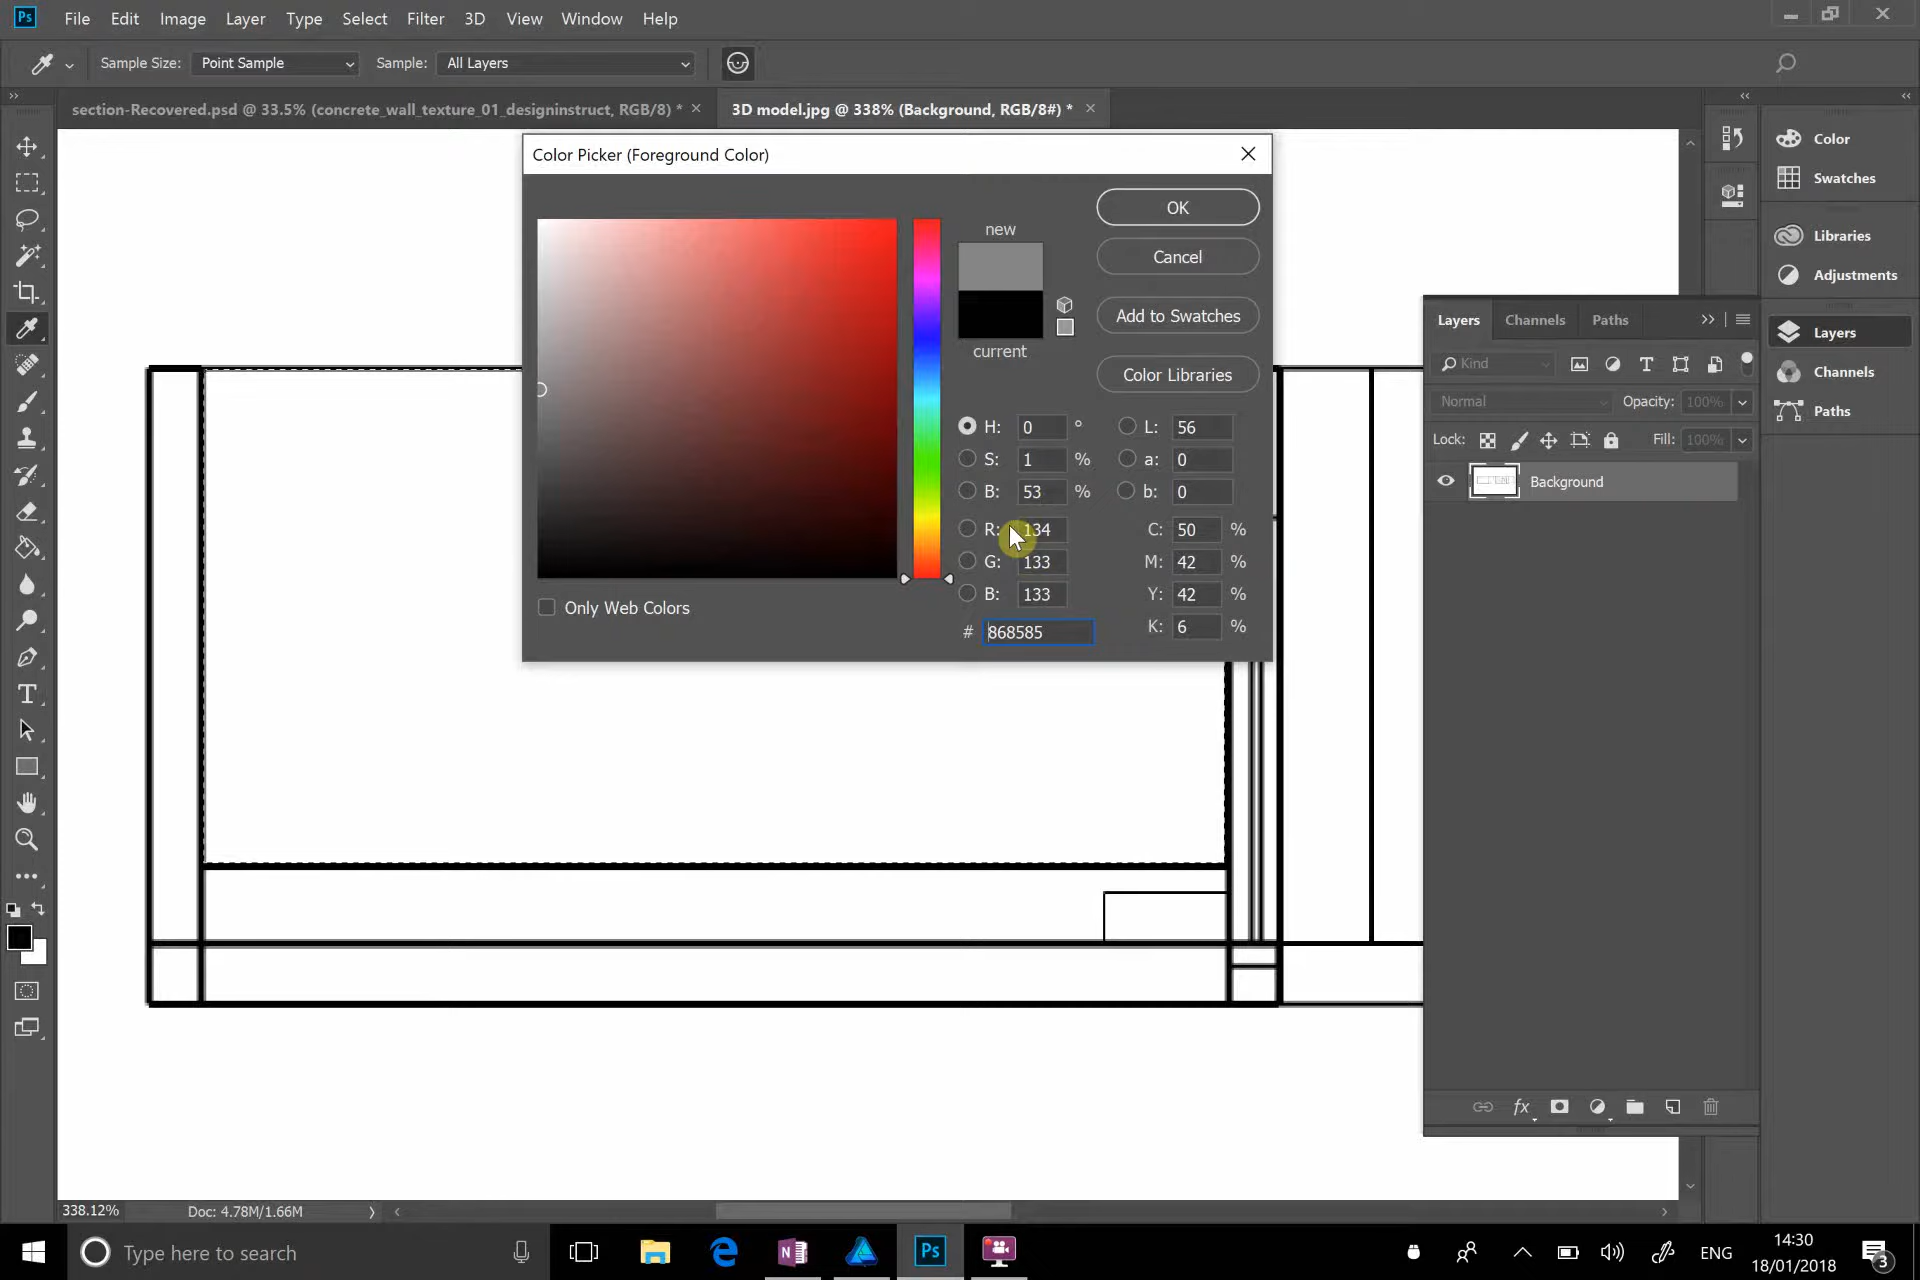 Ps File Edit Image Layer Type Select Filter 3D View Window Help
Sample Size: Point Sample Sample: All Layers
section-Recovered.psd @ 33.5% (concrete_wall_texture_01_designinstruct, RGB/8) * 3D model.jpg @ 338% (Background, RGB/8#) *
Color Picker (Foreground Color)
new
current
OK
Cancel
Add to Swatches
Color Libraries
H: 0 ° L: 56
S: 1 % a: 0
B: 53 % b: 0
R: 134 C: 50 %
G: 133 M: 42 %
B: 133 Y: 42 %
# 868585 K: 6 %
Only Web Colors
Color
Swatches
Libraries
Adjustments
Layers
Channels
Paths
Layers Channels Paths
Kind
Normal Opacity: 100%
Lock: Fill: 100%
Background
338.12% Doc: 4.78M/1.66M
Type here to search
Ps
ENG
14:30
18/01/2018
3